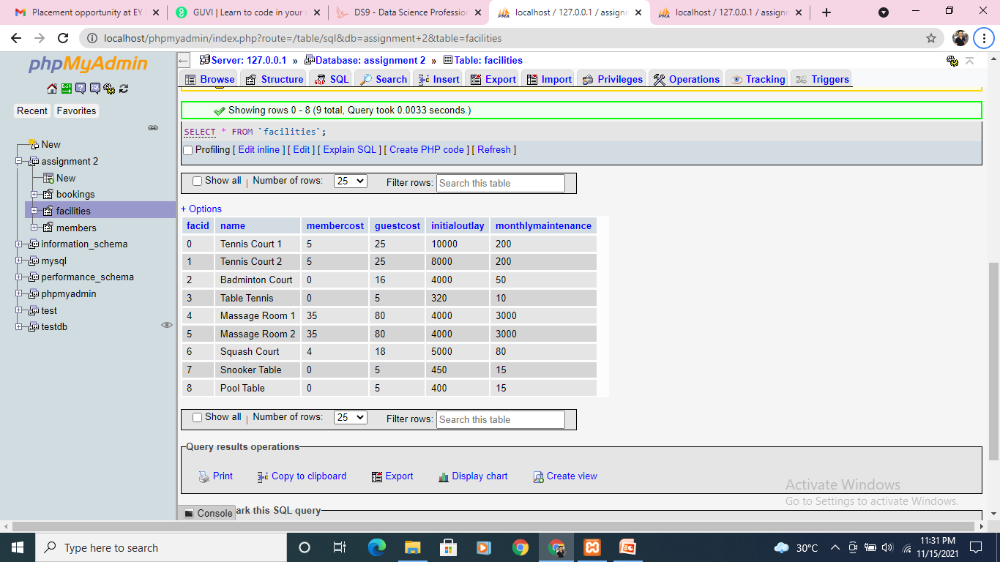 Placement opportunity at EY
GUVI | Learn to code in your
DS9 - Data Science Profession
localhost / 127.0.0.1 / assignm
localhost / 127.0.0.1 / assignm
localhost/phpmyadmin/index.php?route=/table/sql&db=assignment+2&table=facilities
phpMyAdmin
Recent Favorites
New
assignment 2
New
bookings
facilities
members
information_schema
mysql
performance_schema
phpmyadmin
test
testdb
Server: 127.0.0.1 » Database: assignment 2 » Table: facilities
Browse Structure SQL Search Insert Export Import Privileges Operations Tracking Triggers
Showing rows 0 - 8 (9 total, Query took 0.0033 seconds.)
SELECT * FROM `facilities`;
Profiling [ Edit inline ] [ Edit ] [ Explain SQL ] [ Create PHP code ] [ Refresh ]
Show all | Number of rows: 25 Filter rows: Search this table
+ Options
facid name membercost guestcost initialoutlay monthlymaintenance
0 Tennis Court 1 5 25 10000 200
1 Tennis Court 2 5 25 8000 200
2 Badminton Court 0 16 4000 50
3 Table Tennis 0 5 320 10
4 Massage Room 1 35 80 4000 3000
5 Massage Room 2 35 80 4000 3000
6 Squash Court 4 18 5000 80
7 Snooker Table 0 5 450 15
8 Pool Table 0 5 400 15
Show all | Number of rows: 25 Filter rows: Search this table
Query results operations
Print Copy to clipboard Export Display chart Create view
Activate Windows
Go to Settings to activate Windows.
Console ark this SQL query
Type here to search
30°C
11:31 PM
11/15/2021